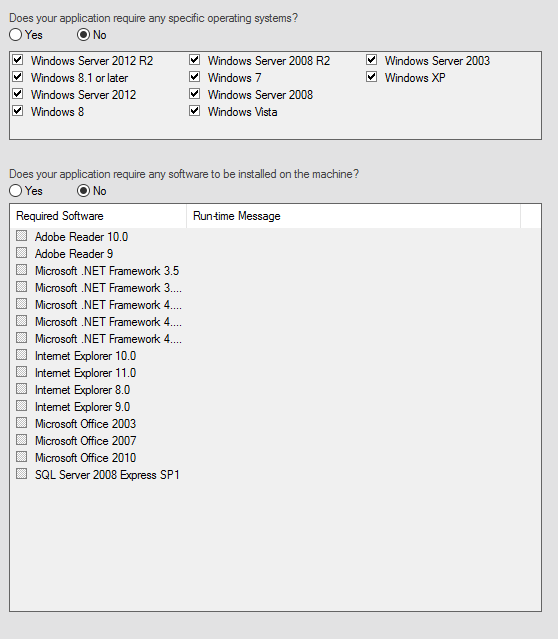 Does your application require any specific operating systems?
Yes No
Windows Server 2012 R2 Windows Server 2008 R2 Windows Server 2003
Windows 8.1 or later Windows 7 Windows XP
Windows Server 2012 Windows Server 2008
Windows 8 Windows Vista
Does your application require any software to be installed on the machine?
Yes No
Required Software Run-time Message
Adobe Reader 10.0
Adobe Reader 9
Microsoft .NET Framework 3.5
Microsoft .NET Framework 3....
Microsoft .NET Framework 4....
Microsoft .NET Framework 4....
Microsoft .NET Framework 4....
Internet Explorer 10.0
Internet Explorer 11.0
Internet Explorer 8.0
Internet Explorer 9.0
Microsoft Office 2003
Microsoft Office 2007
Microsoft Office 2010
SQL Server 2008 Express SP1